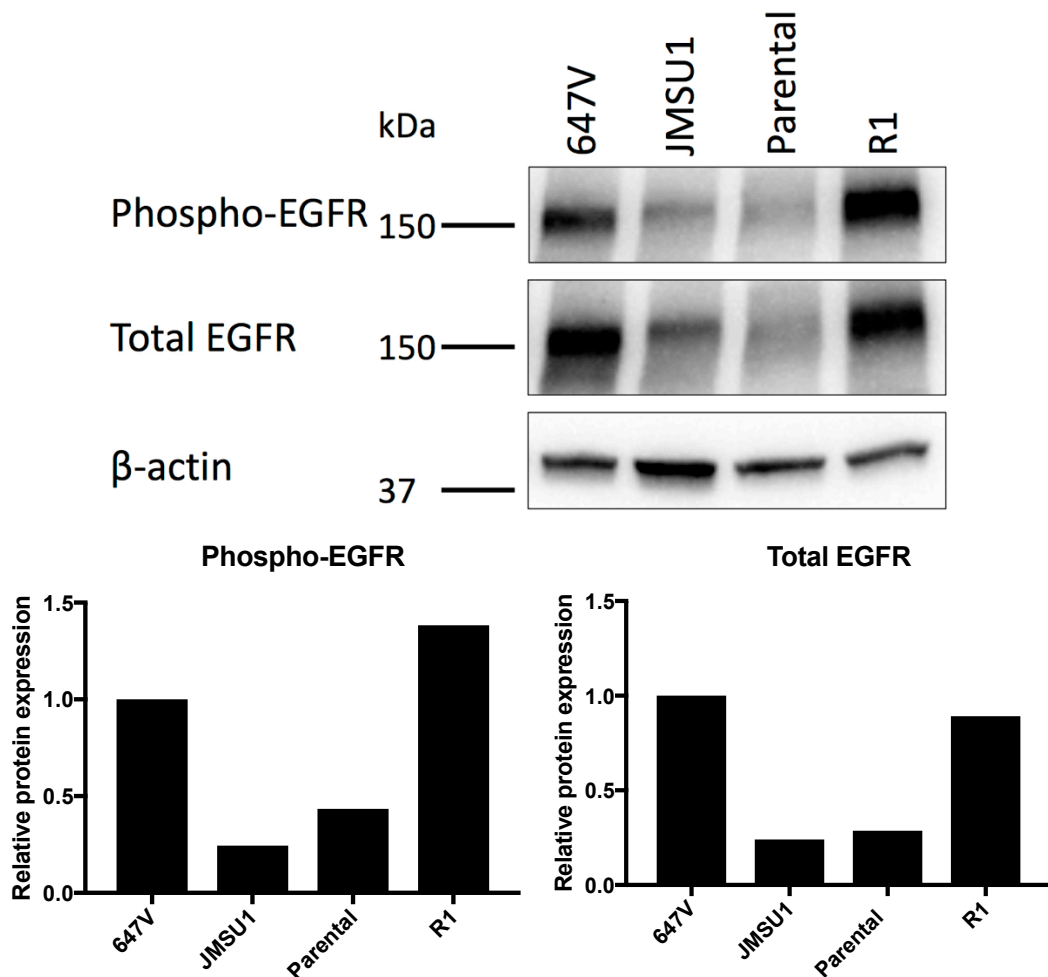 kDa
647V
JMSU1
Parental
R1
Phospho-EGFR
150
Total EGFR
150
β-actin
37
Phospho-EGFR
Relative protein expression
1.5
1.0
0.5
0.0
647V
JMSU1
Parental
R1
Total EGFR
Relative protein expression
1.5
1.0
0.5
0.0
647V
JMSU1
Parental
R1